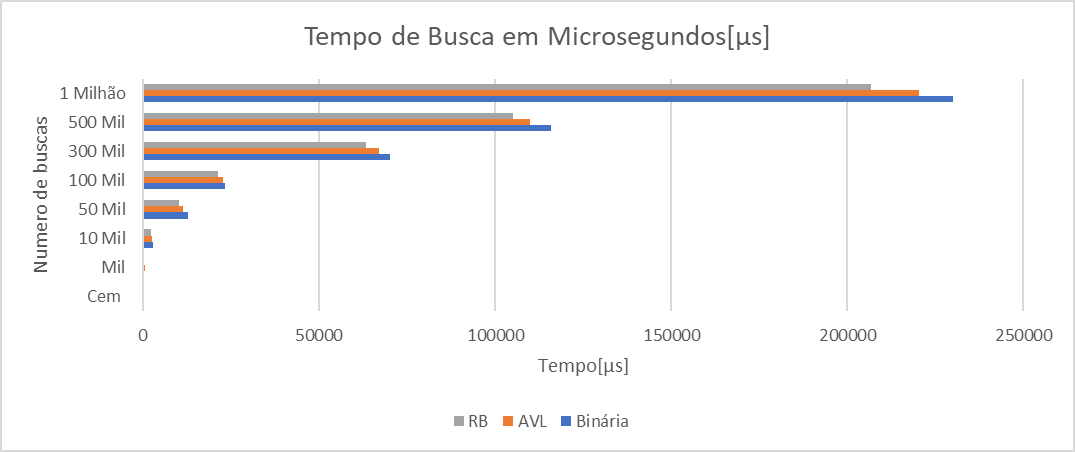 Tempo de Busca em Microsegundos[µs]
Numero de buscas
1 Milhão
500 Mil
300 Mil
100 Mil
50 Mil
10 Mil
Mil
Cem
0 50000 100000 150000 200000 250000
Tempo[µs]
RB AVL Binária